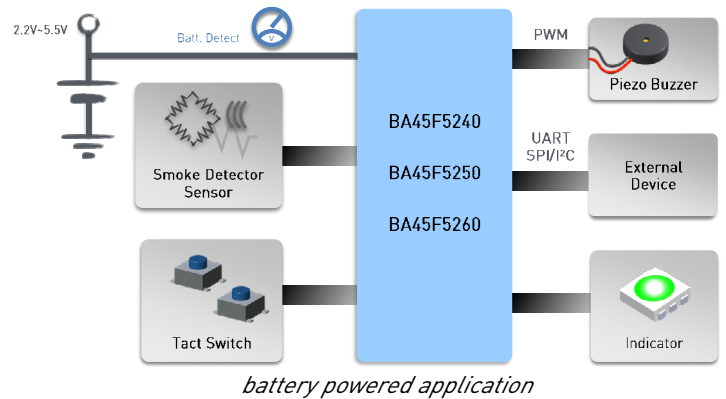 2.2V~5.5V
Batt. Detect
V
PWM
Piezo Buzzer
BA45F5240
UART
SPI/I²C
Smoke Detector
Sensor
BA45F5250
External
Device
BA45F5260
Tact Switch
Indicator
battery powered application